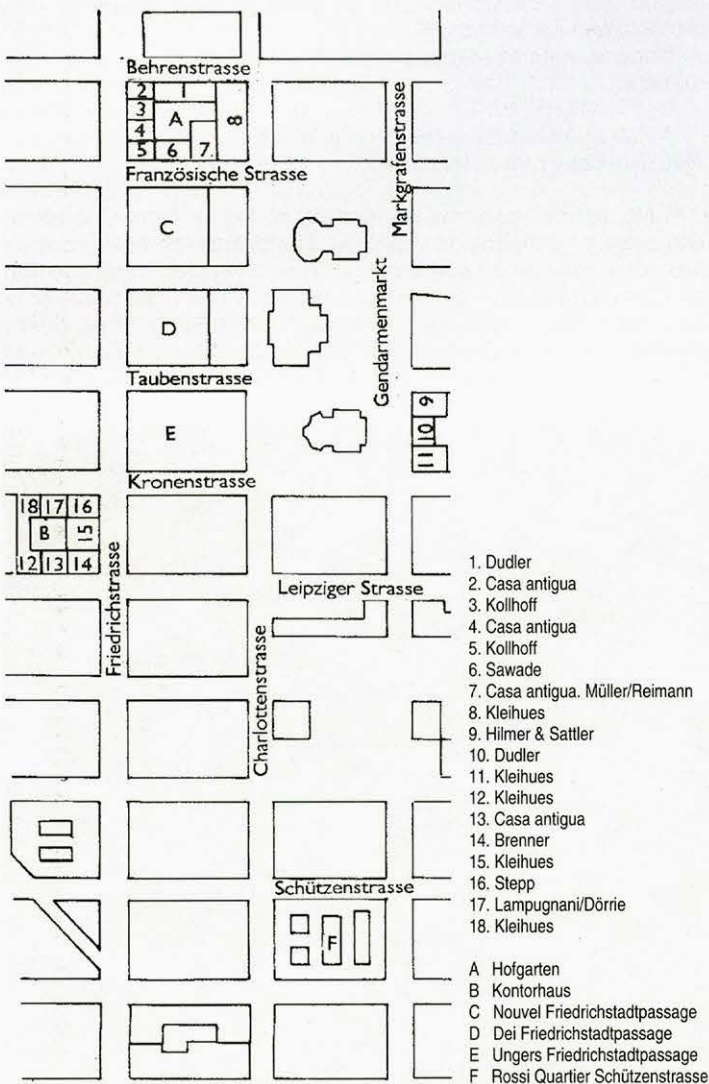 Behrenstrasse
2 1
3 A 8
4
5 6 7
Französische Strasse
Markgrafenstrasse
C
Gendarmenmarkt
D
Taubenstrasse
E
9
10
11
Kronenstrasse
18 17 16
B 15
12 13 14
Friedrichstrasse
Leipziger Strasse
Charlottenstrasse
Schützenstrasse
F
1. Dudler
2. Casa antigua
3. Kollhoff
4. Casa antigua
5. Kollhoff
6. Sawade
7. Casa antigua. Müller/Reimann
8. Kleihues
9. Hilmer & Sattler
10. Dudler
11. Kleihues
12. Kleihues
13. Casa antigua
14. Brenner
15. Kleihues
16. Stepp
17. Lampugnani/Dörrie
18. Kleihues
A Hofgarten
B Kontorhaus
C Nouvel Friedrichstadtpassage
D Dei Friedrichstadtpassage
E Ungers Friedrichstadtpassage
F Rossi Quartier Schützenstrasse